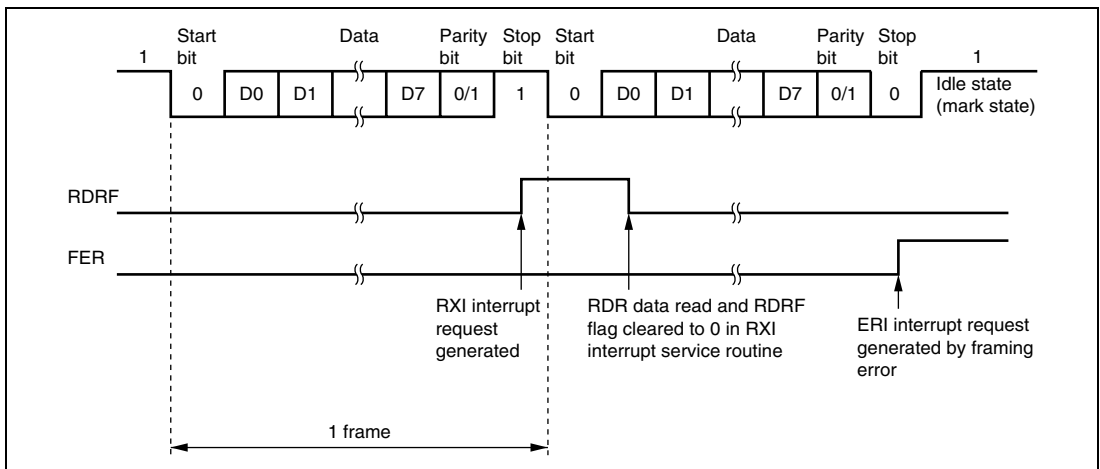 Start bit Data Parity bit Stop bit Start bit Data Parity bit Stop bit
1 1
0 D0 D1 D7 0/1 1 0 D0 D1 D7 0/1 0 Idle state (mark state)
RDRF
FER
RXI interrupt
request
generated
RDR data read and RDRF
flag cleared to 0 in RXI
interrupt service routine
ERI interrupt request
generated by framing
error
1 frame